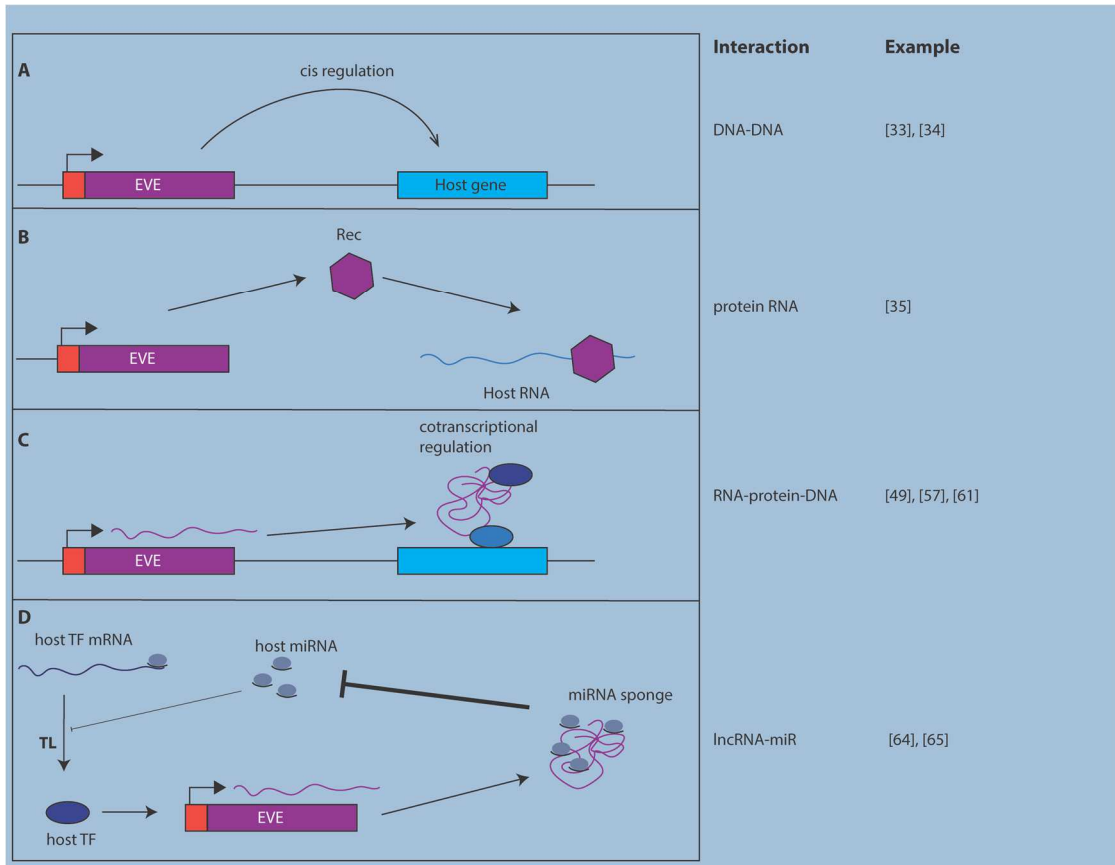 Interaction Example
A
cis regulation
DNA-DNA [33], [34]
EVE Host gene
B
Rec
protein RNA [35]
EVE
Host RNA
C
cotranscriptional
regulation
RNA-protein-DNA [49], [57], [61]
EVE
D
host TF mRNA
host miRNA
miRNA sponge
TL
lncRNA-miR [64], [65]
EVE
host TF